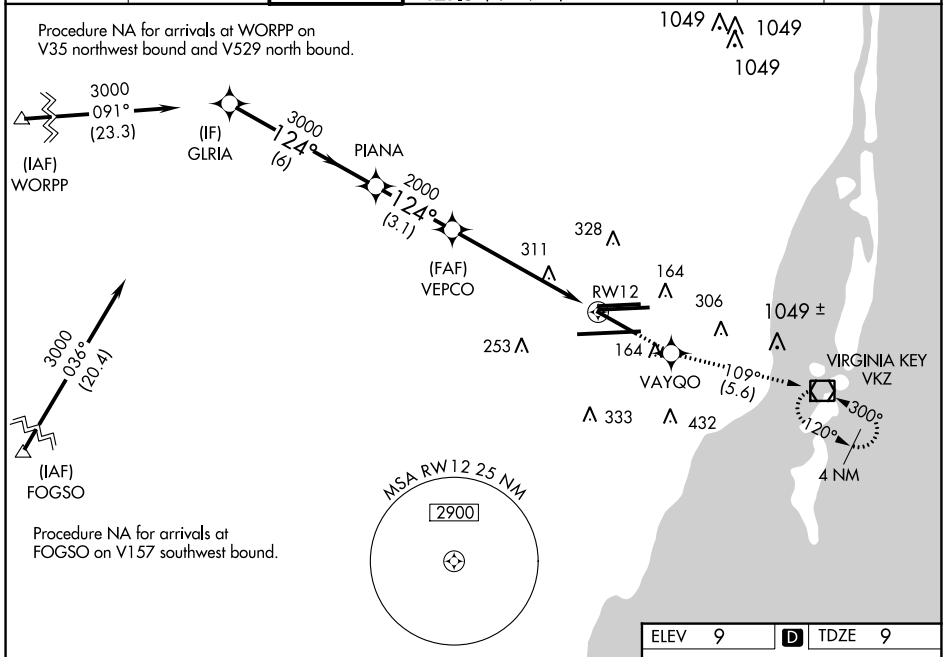 Procedure NA for arrivals at WORPP on
V35 northwest bound and V529 north bound.
1049
1049
1049
3000
091°
(23.3)
(IAF)
WORPP
(IF)
GLRIA
3000
124°
(6)
PIANA
2000
124°
(3.1)
(FAF)
VEPCO
311
328
164
RW12
306
1049 ±
253
164
VAYQO
109°
(5.6)
VIRGINIA KEY
VKZ
300°
120°
4 NM
333
432
3000
036°
(20.4)
(IAF)
FOGSO
Procedure NA for arrivals at
FOGSO on V157 southwest bound.
MSA RW12 25 NM
2900
ELEV 9 D TDZE 9